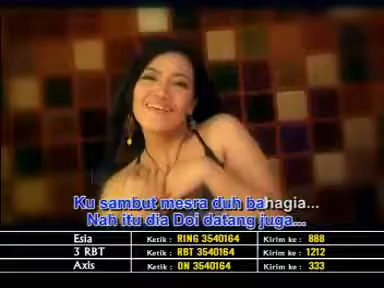 Ku sambut mesra duh bahagia...
Nah itu dia Doi datang juga...
Esia Ketik : RING 3540164 Kirim ke : 888
3 RBT Ketik : RBT 3540164 Kirim ke : 1212
Axis Ketik : ON 3540164 Kirim ke : 333